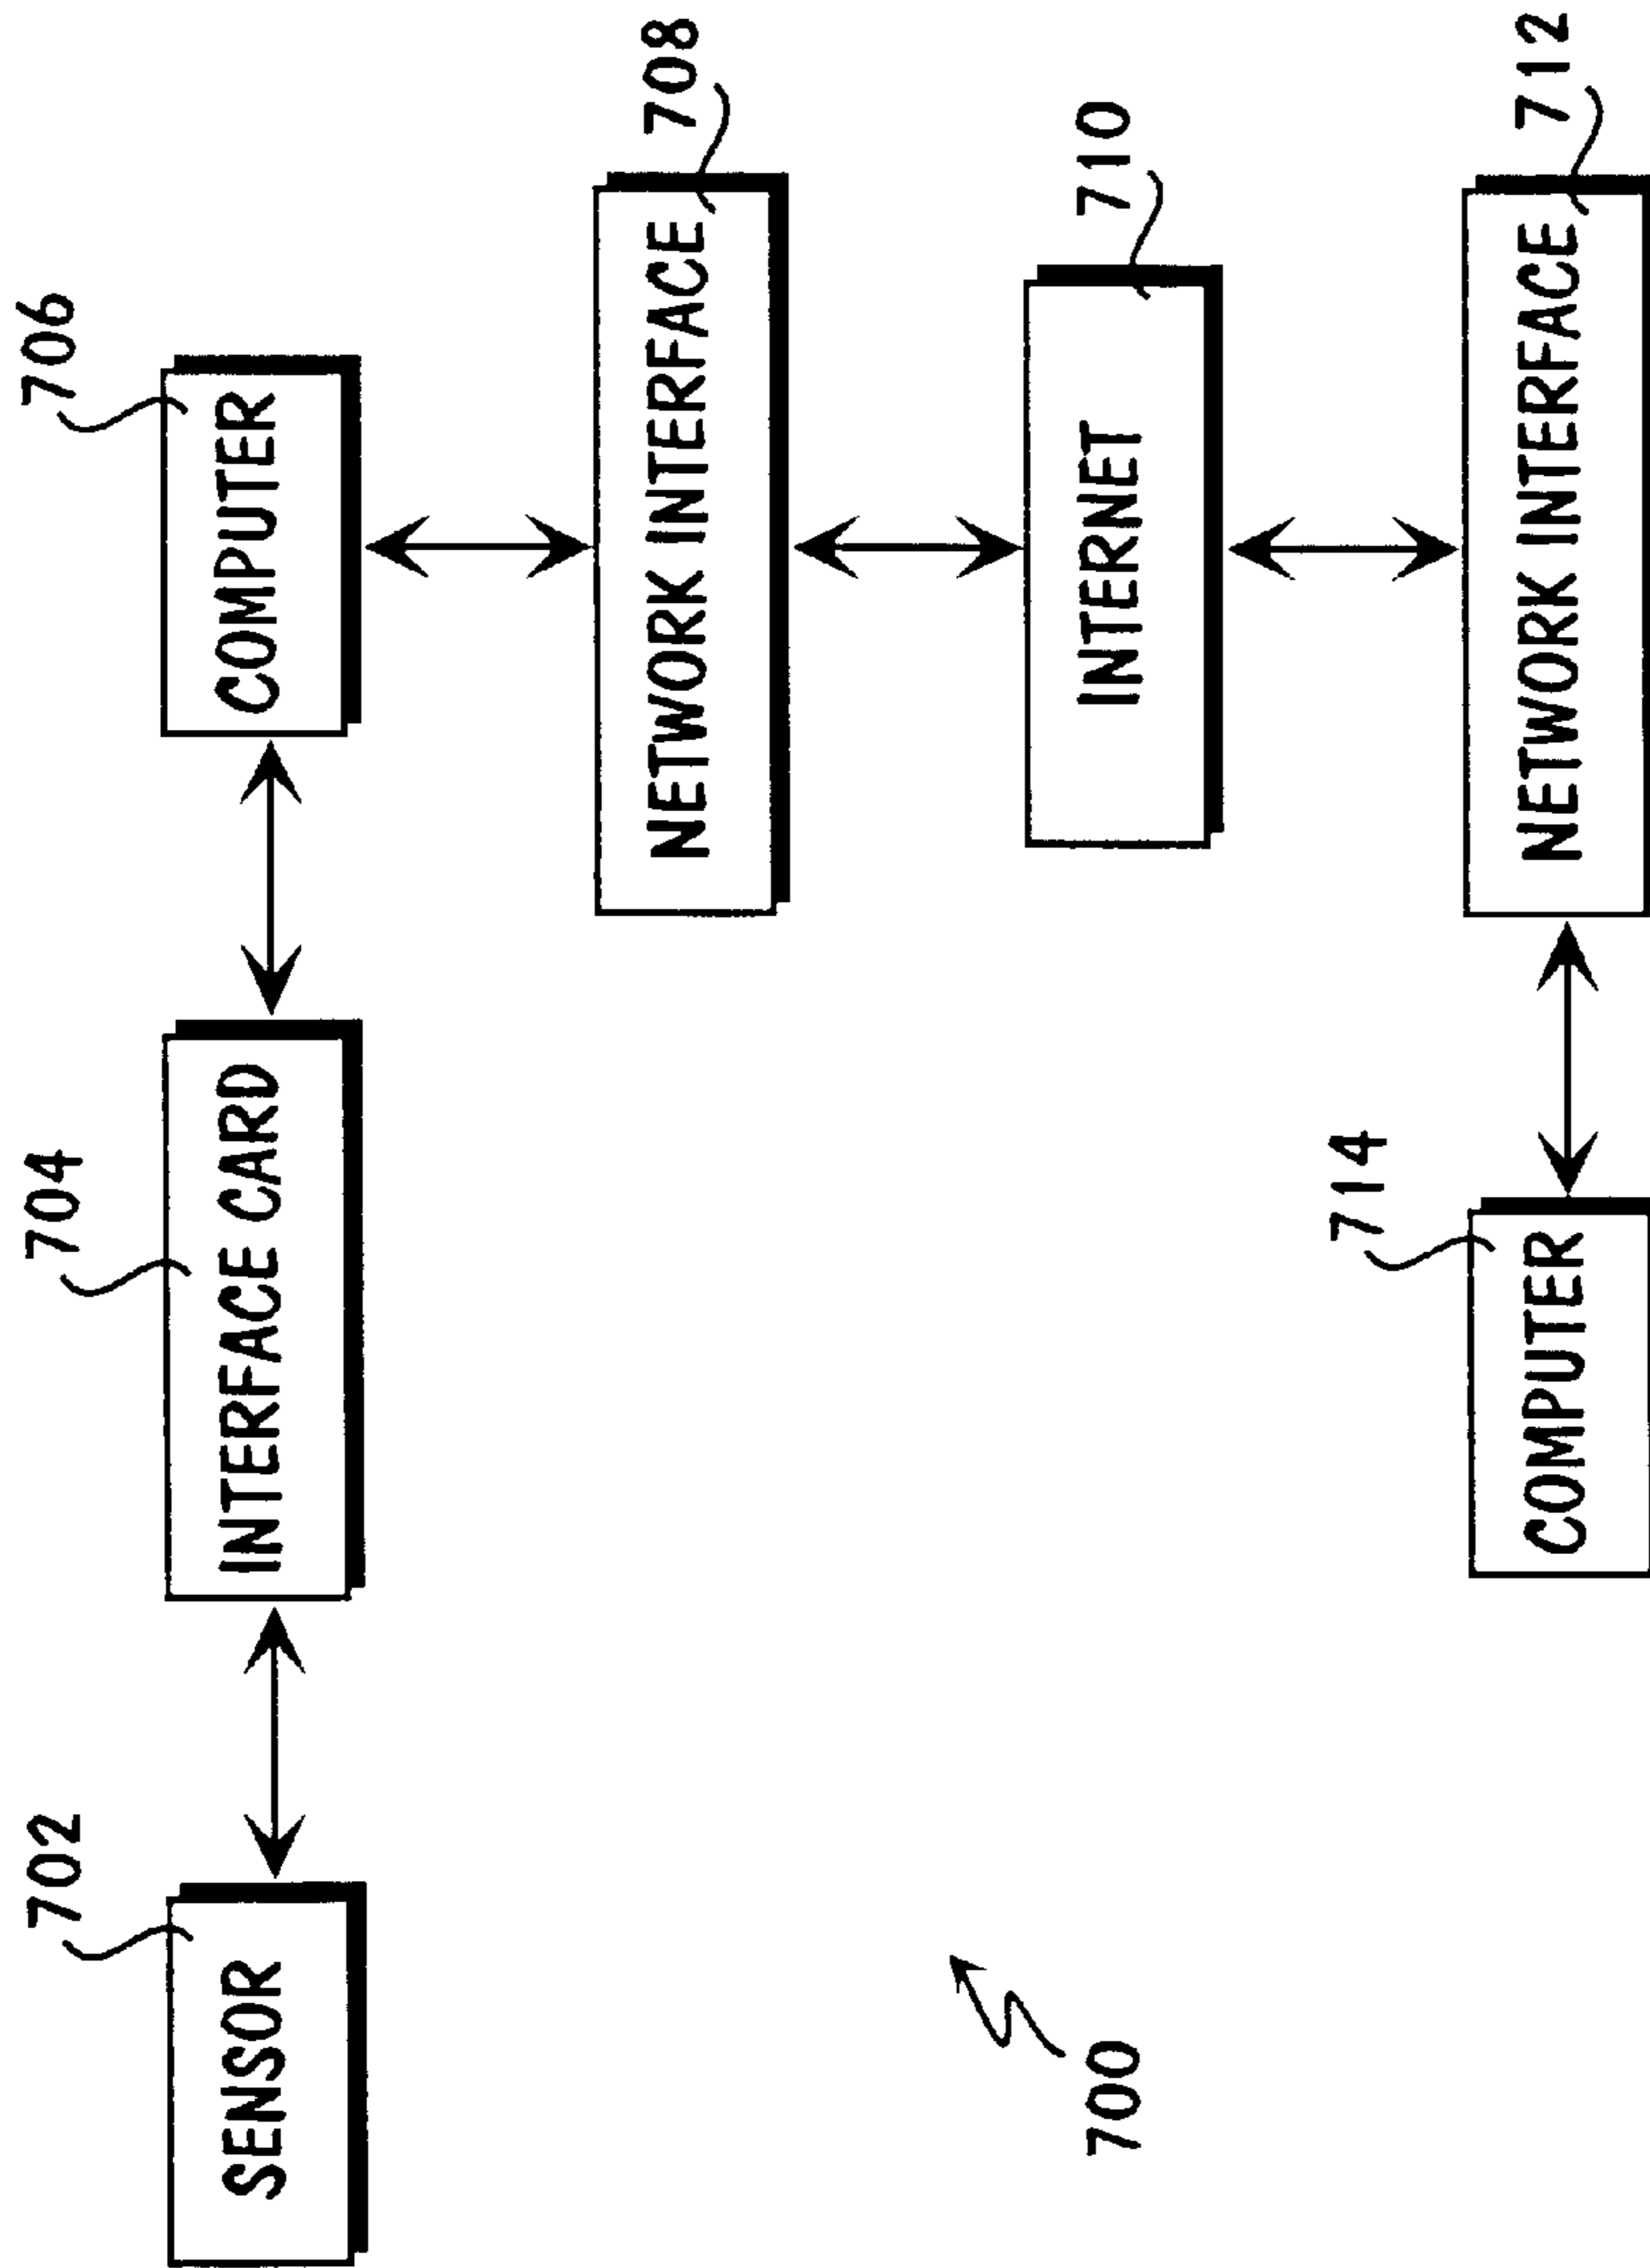 702
704
706
SENSOR
INTERFACE CARD
COMPUTER
708
NETWORK INTERFACE
700
710
INTERNET
714
712
COMPUTER
NETWORK INTERFACE